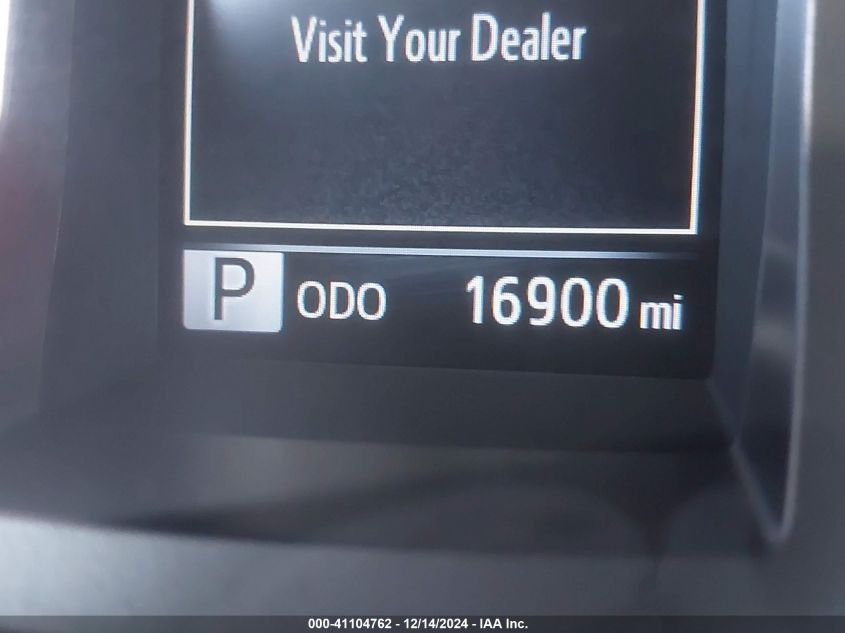 Visit Your Dealer
P ODO 16900 mi
000-41104762 - 12/14/2024 - IAA Inc.